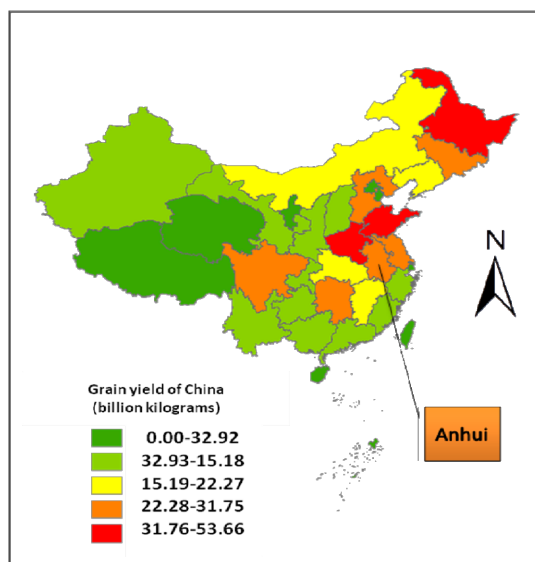 N
Grain yield of China
(billion kilograms)
0.00-32.92
32.93-15.18
15.19-22.27
22.28-31.75
31.76-53.66
Anhui